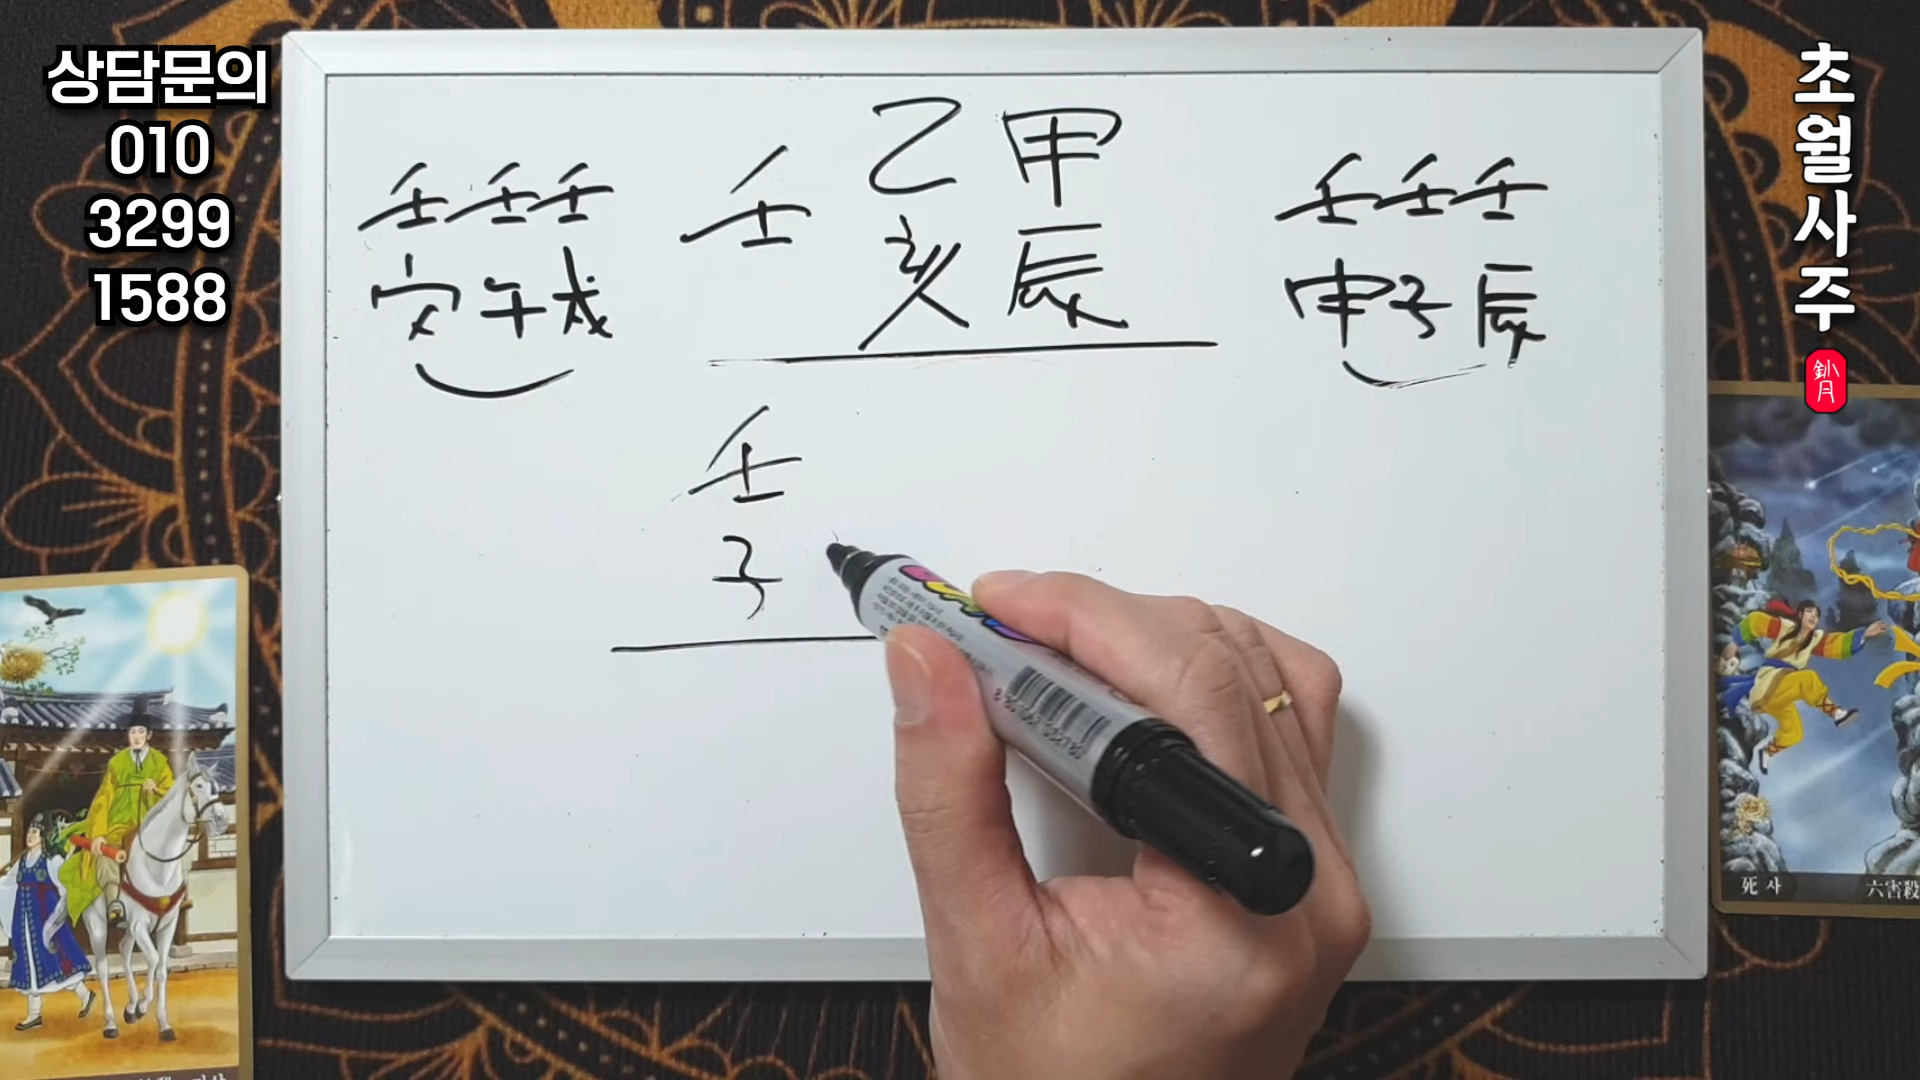 상담문의
010
3299
1588
壬壬壬
寅午戌
壬 乙甲
亥辰
壬壬壬
申子辰
壬
子
초월사주
死 사
六害殺